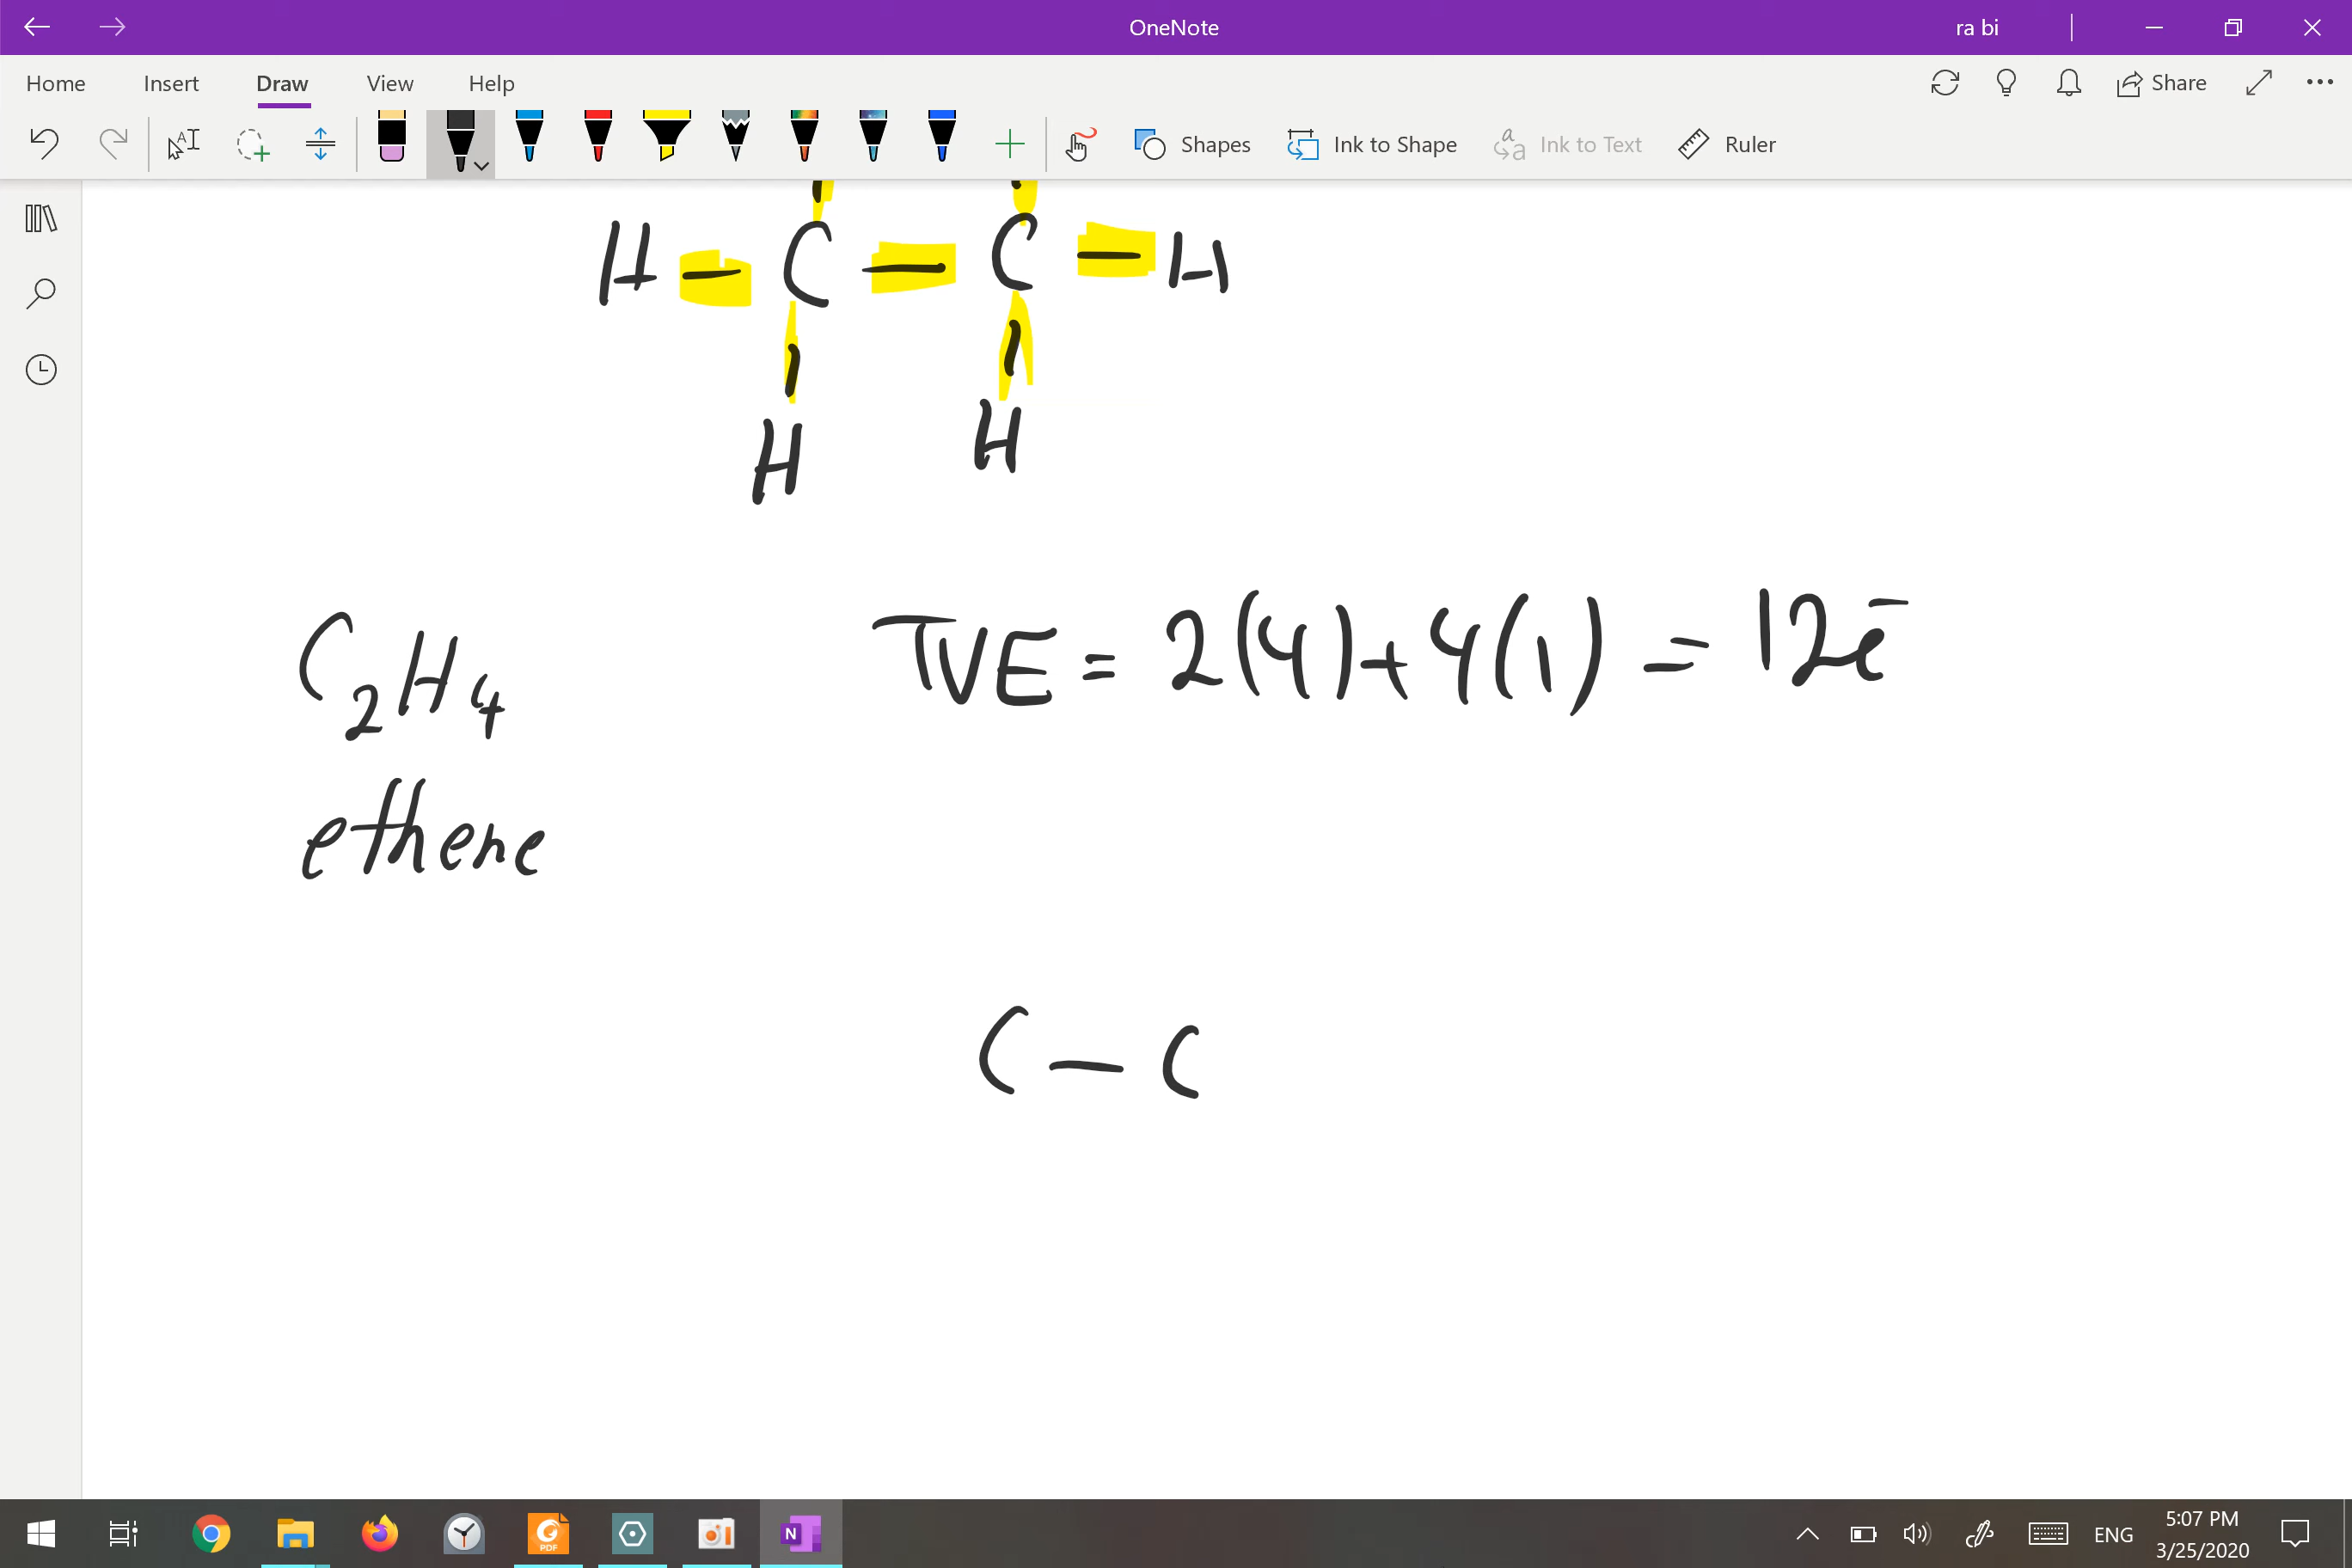 OneNote
ra bi
Home Insert Draw View Help
Share
Shapes Ink to Shape Ink to Text Ruler
H - C - C - H
H H
C₂H₄ TVE = 2(4)+4(1) = 12e⁻
ethene
C - C
ENG 5:07 PM
3/25/2020